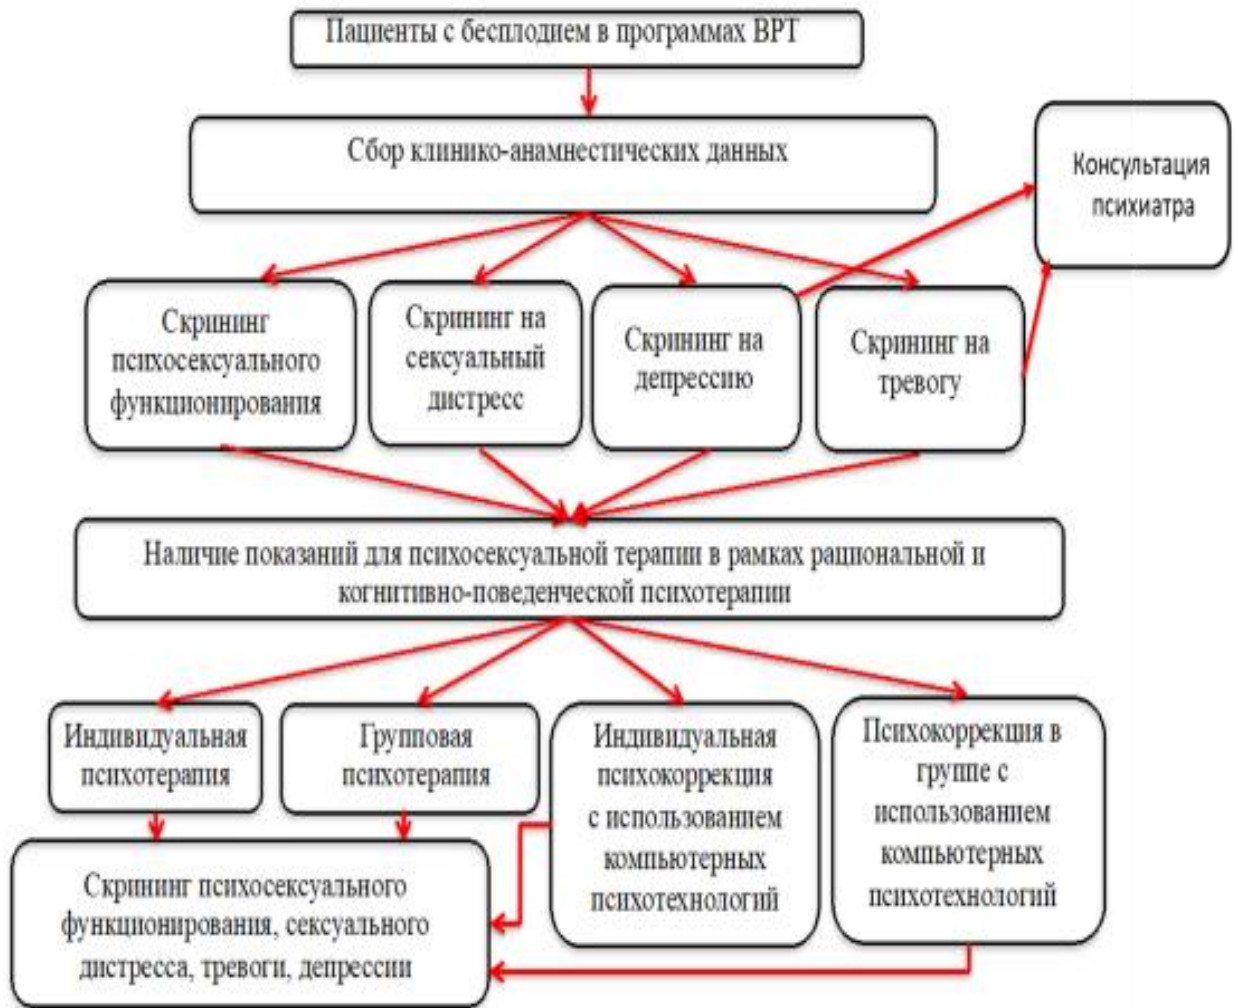 Пациенты с бесплодием в программах ВРТ
Сбор клинико-анамнестических данных
Консультация
психиатра
Скрининг
психосексуального
функционирования
Скрининг на
сексуальный
дистресс
Скрининг на
депрессию
Скрининг на
тревогу
Наличие показаний для психосексуальной терапии в рамках рациональной и
когнитивно-поведенческой психотерапии
Индивидуальная
психотерапия
Групповая
психотерапия
Индивидуальная
психокоррекция
с использованием
компьютерных
психотехнологий
Психокоррекция в
группе с
использованием
компьютерных
психотехнологий
Скрининг психосексуального
функционирования, сексуального
дистресса, тревоги, депрессии